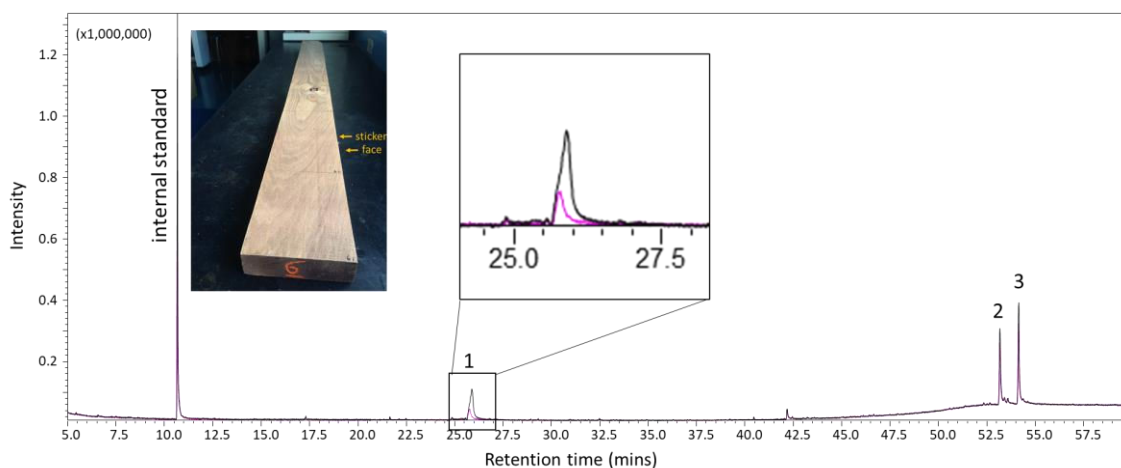 (x1,000,000)
1.2
1.0
0.8
0.6
0.4
0.2
Intensity
internal standard
sticker
face
G
25.0 27.5
1
2
3
5.0 7.5 10.0 12.5 15.0 17.5 20.0 22.5 25.0 27.5 30.0 32.5 35.0 37.5 40.0 42.5 45.0 47.5 50.0 52.5 55.0 57.5
Retention time (mins)